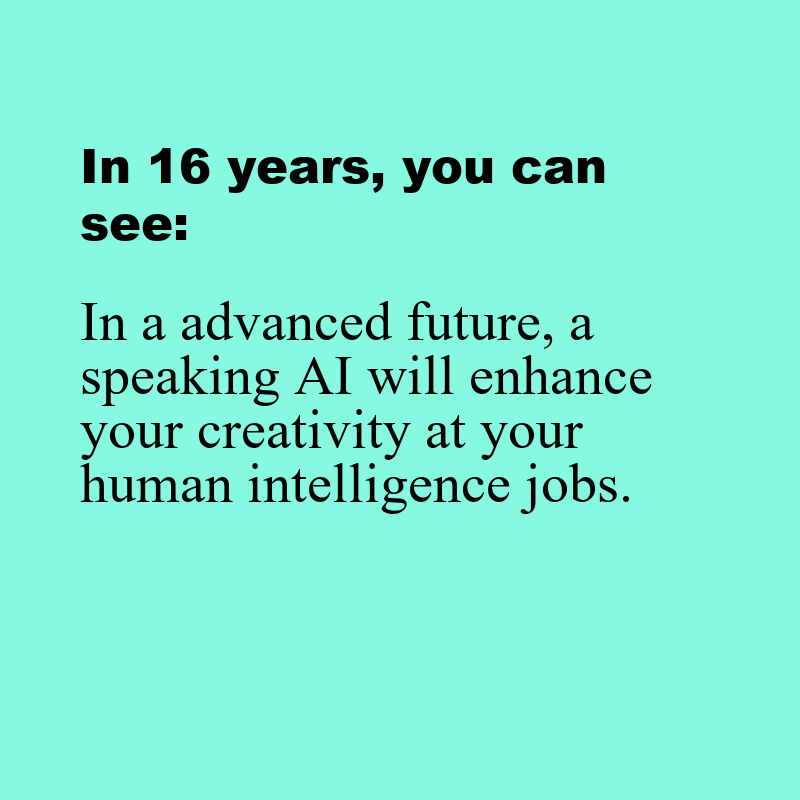 In 16 years, you can
see:
In a advanced future, a
speaking AI will enhance
your creativity at your
human intelligence jobs.